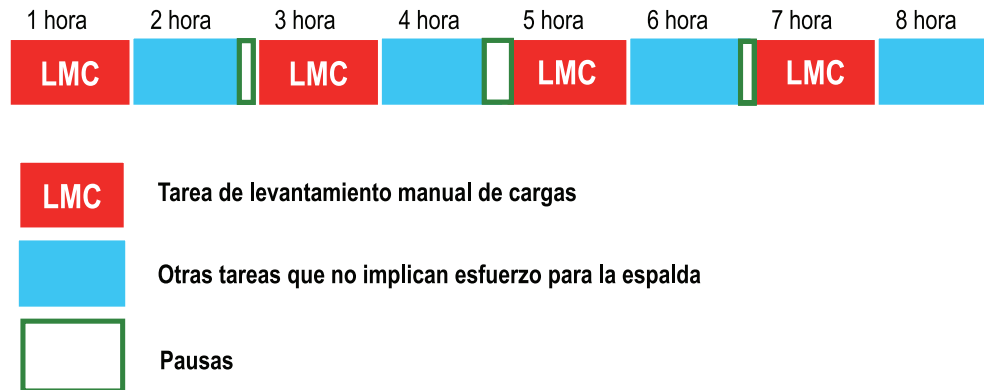 1 hora 2 hora 3 hora 4 hora 5 hora 6 hora 7 hora 8 hora
LMC LMC LMC LMC
LMC Tarea de levantamiento manual de cargas
Otras tareas que no implican esfuerzo para la espalda
Pausas